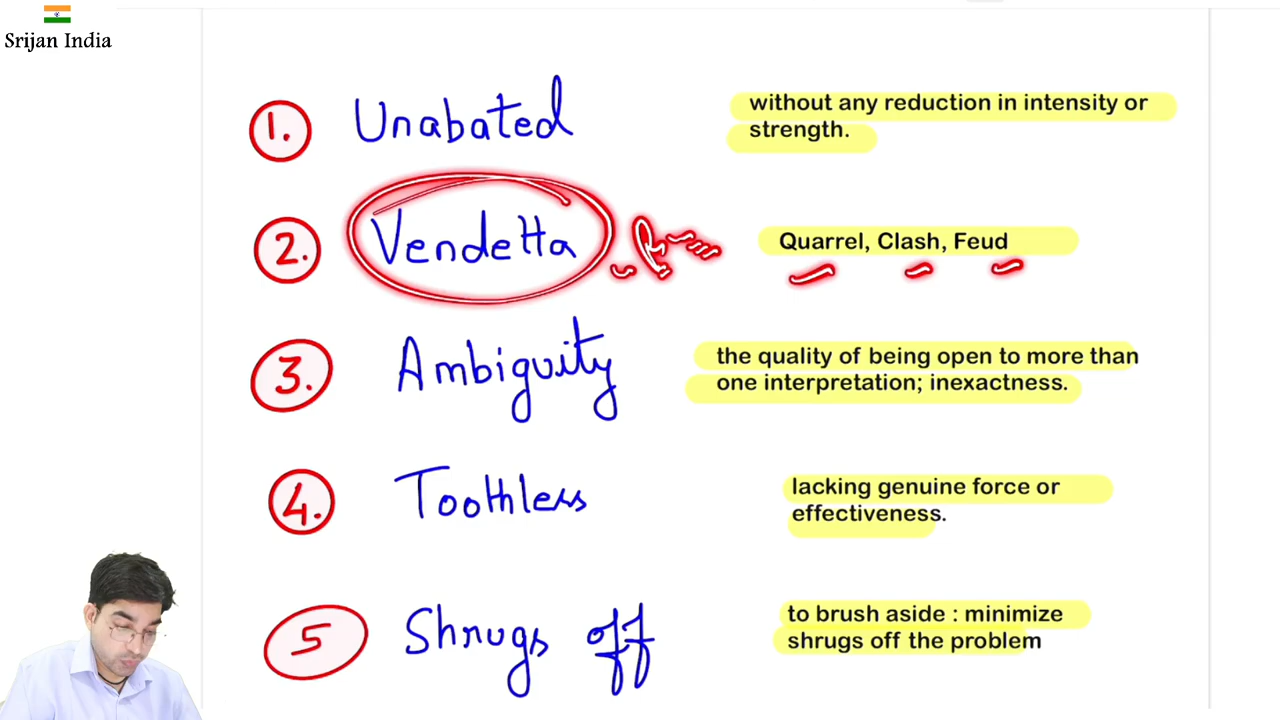 Srijan India
1. Unabated
without any reduction in intensity or
strength.
2. Vendetta
Quarrel, Clash, Feud
3. Ambiguity
the quality of being open to more than
one interpretation; inexactness.
4. Toothless
lacking genuine force or
effectiveness.
5 Shrugs off
to brush aside : minimize
shrugs off the problem